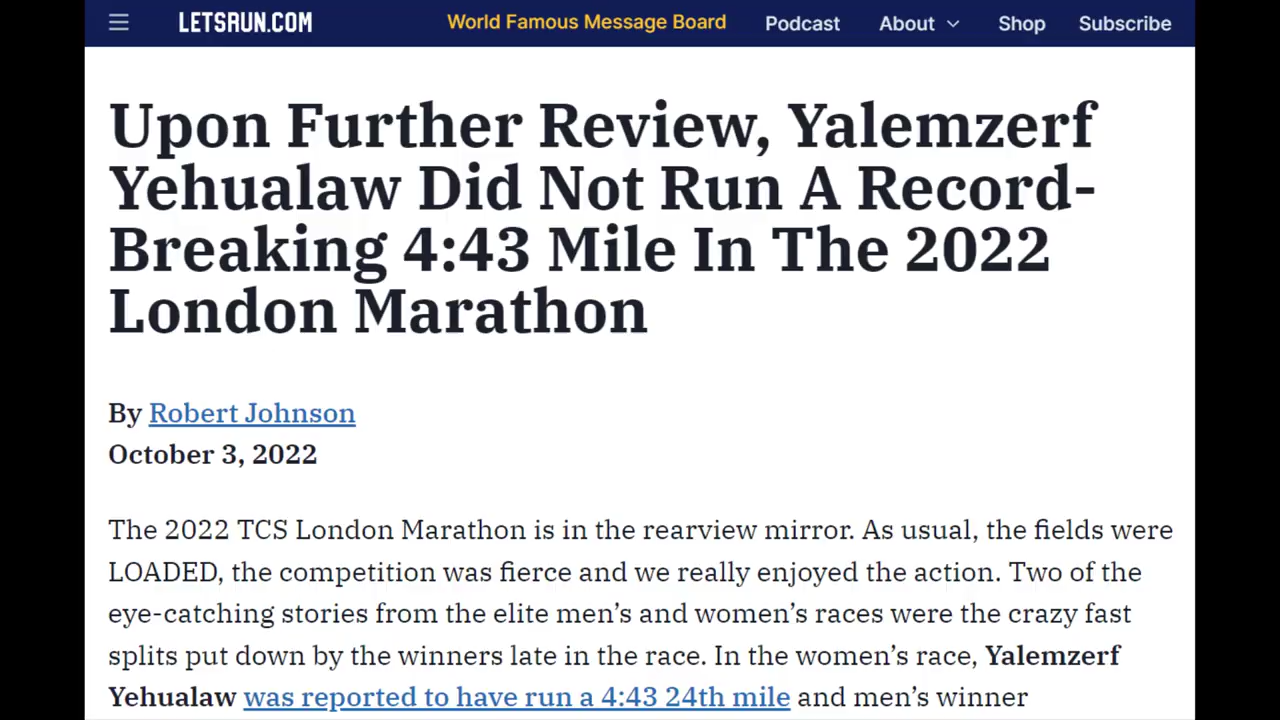 LETSRUN.COM World Famous Message Board Podcast About Shop Subscribe
Upon Further Review, Yalemzerf
Yehualaw Did Not Run A Record-
Breaking 4:43 Mile In The 2022
London Marathon
By Robert Johnson
October 3, 2022
The 2022 TCS London Marathon is in the rearview mirror. As usual, the fields were
LOADED, the competition was fierce and we really enjoyed the action. Two of the
eye-catching stories from the elite men’s and women’s races were the crazy fast
splits put down by the winners late in the race. In the women’s race, Yalemzerf
Yehualaw was reported to have run a 4:43 24th mile and men’s winner